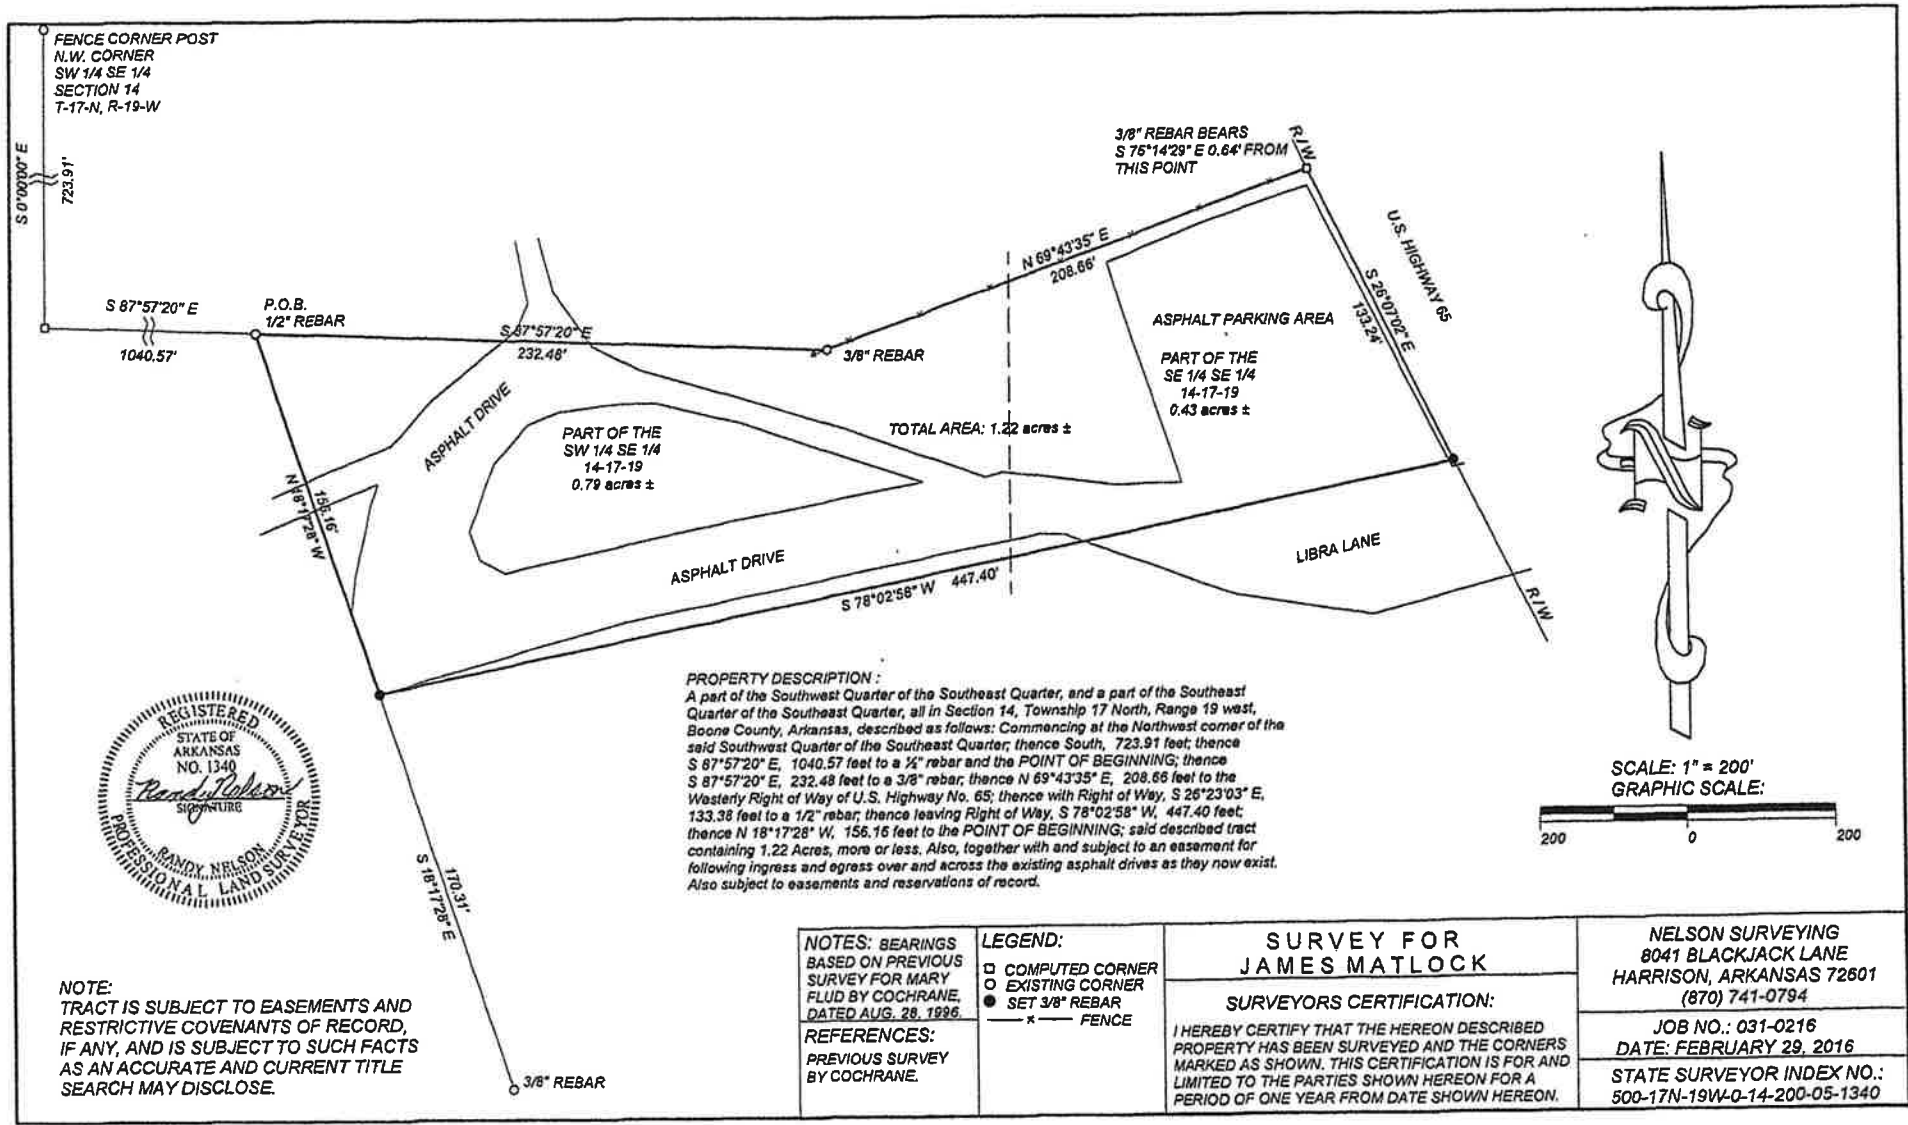 FENCE CORNER POST
N.W. CORNER
SW 1/4 SE 1/4
SECTION 14
T-17-N, R-19-W
S 0°00'00" E
723.91'
S 87°57'20" E
1040.57'
P.O.B.
1/2" REBAR
S 87°57'20" E
232.48'
3/8" REBAR
3/8" REBAR BEARS
S 75°14'29" E 0.64' FROM
THIS POINT
R/W
N 69°43'35" E
208.66'
U.S. HIGHWAY 65
S 26°07'02" E
133.24'
ASPHALT PARKING AREA
PART OF THE
SE 1/4 SE 1/4
14-17-19
0.43 acres ±
TOTAL AREA: 1.22 acres ±
ASPHALT DRIVE
PART OF THE
SW 1/4 SE 1/4
14-17-19
0.79 acres ±
N 18°17'28" W
156.16'
ASPHALT DRIVE
S 78°02'58" W 447.40'
LIBRA LANE
R/W
PROPERTY DESCRIPTION :
A part of the Southwest Quarter of the Southeast Quarter, and a part of the Southeast
Quarter of the Southeast Quarter, all in Section 14, Township 17 North, Range 19 west,
Boone County, Arkansas, described as follows: Commencing at the Northwest corner of the
said Southwest Quarter of the Southeast Quarter; thence South, 723.91 feet; thence
S 87°57'20" E, 1040.57 feet to a ½" rebar and the POINT OF BEGINNING; thence
S 87°57'20" E, 232.48 feet to a 3/8" rebar; thence N 69°43'35" E, 208.66 feet to the
Westerly Right of Way of U.S. Highway No. 65; thence with Right of Way, S 26°23'03" E,
133.38 feet to a 1/2" rebar; thence leaving Right of Way, S 78°02'58" W, 447.40 feet;
thence N 18°17'28" W, 156.16 feet to the POINT OF BEGINNING; said described tract
containing 1.22 Acres, more or less. Also, together with and subject to an easement for
following ingress and egress over and across the existing asphalt drives as they now exist.
Also subject to easements and reservations of record.
REGISTERED
STATE OF
ARKANSAS
NO. 1340
Randy Nelson
SIGNATURE
RANDY NELSON
PROFESSIONAL LAND SURVEYOR
170.31'
S 18°17'28" E
3/8" REBAR
SCALE: 1" = 200'
GRAPHIC SCALE:
200 0 200
NOTE:
TRACT IS SUBJECT TO EASEMENTS AND
RESTRICTIVE COVENANTS OF RECORD,
IF ANY, AND IS SUBJECT TO SUCH FACTS
AS AN ACCURATE AND CURRENT TITLE
SEARCH MAY DISCLOSE.
NOTES: BEARINGS
BASED ON PREVIOUS
SURVEY FOR MARY
FLUD BY COCHRANE,
DATED AUG. 28, 1996.
REFERENCES:
PREVIOUS SURVEY
BY COCHRANE.
LEGEND:
COMPUTED CORNER
EXISTING CORNER
SET 3/8" REBAR
FENCE
SURVEY FOR
JAMES MATLOCK
SURVEYORS CERTIFICATION:
I HEREBY CERTIFY THAT THE HEREON DESCRIBED
PROPERTY HAS BEEN SURVEYED AND THE CORNERS
MARKED AS SHOWN. THIS CERTIFICATION IS FOR AND
LIMITED TO THE PARTIES SHOWN HEREON FOR A
PERIOD OF ONE YEAR FROM DATE SHOWN HEREON.
NELSON SURVEYING
8041 BLACKJACK LANE
HARRISON, ARKANSAS 72601
(870) 741-0794
JOB NO.: 031-0216
DATE: FEBRUARY 29, 2016
STATE SURVEYOR INDEX NO.:
500-17N-19W-0-14-200-05-1340